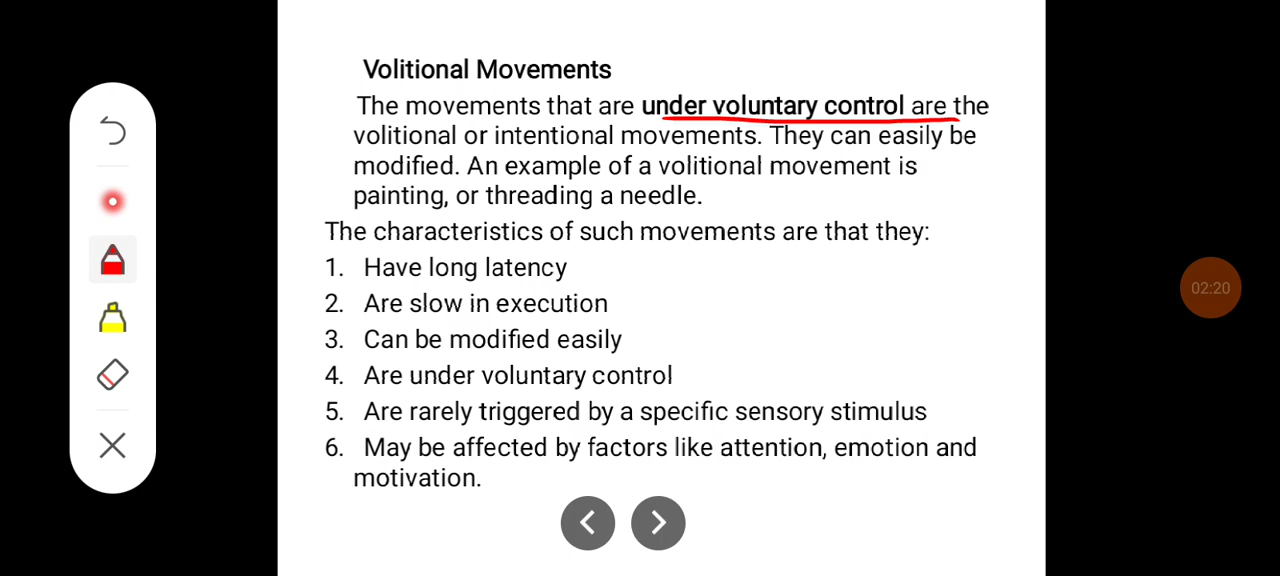 Volitional Movements
The movements that are under voluntary control are the
volitional or intentional movements. They can easily be
modified. An example of a volitional movement is
painting, or threading a needle.
The characteristics of such movements are that they:
1. Have long latency
2. Are slow in execution
3. Can be modified easily
4. Are under voluntary control
5. Are rarely triggered by a specific sensory stimulus
6. May be affected by factors like attention, emotion and
motivation.
02:20